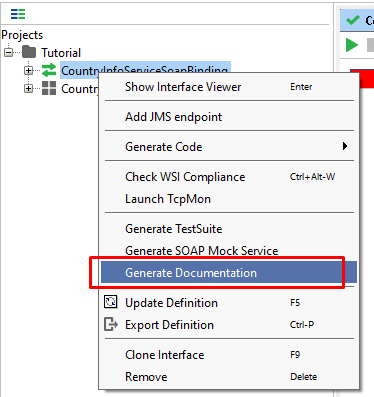 Projects
Tutorial
CountryInfoServiceSoapBinding
Countr
Show Interface Viewer Enter
Add JMS endpoint
Generate Code
Check WSI Compliance Ctrl+Alt-W
Launch TcpMon
Generate TestSuite
Generate SOAP Mock Service
Generate Documentation
Update Definition F5
Export Definition Ctrl-P
Clone Interface F9
Remove Delete
Co